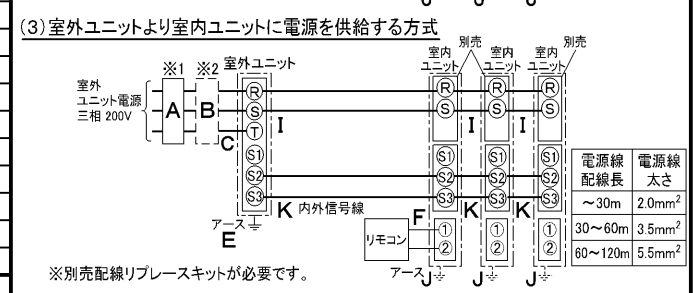 (3)室外ユニットより室内ユニットに電源を供給する方式
※1 ※2 室外ユニット
室内ユニット 別売 室内ユニット 室内ユニット 別売
室外
ユニット電源
三相 200V
A B C
R R R R
S S S S
T
I I I
S1 S1 S1 S1
S2 S2 S2 S2
S3 S3 S3 S3
K 内外信号線 K K
アース
E
F
リモコン
① ① ①
② ② ②
アース J J J
※別売配線リプレースキットが必要です。
電源線配線長 電源線太さ
~30m 2.0mm²
30~60m 3.5mm²
60~120m 5.5mm²